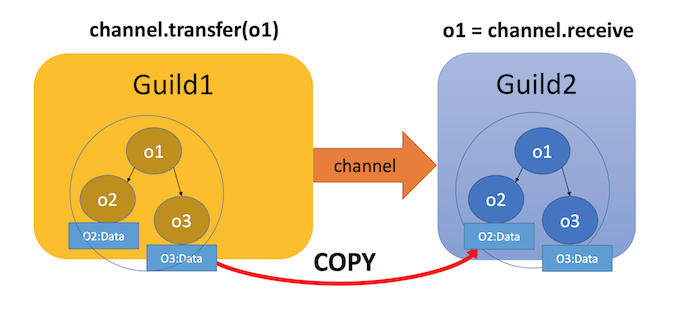 channel.transfer(o1)
o1 = channel.receive
Guild1
Guild2
o1
o2
o3
O2:Data
O3:Data
channel
o1
o2
o3
O2:Data
O3:Data
COPY